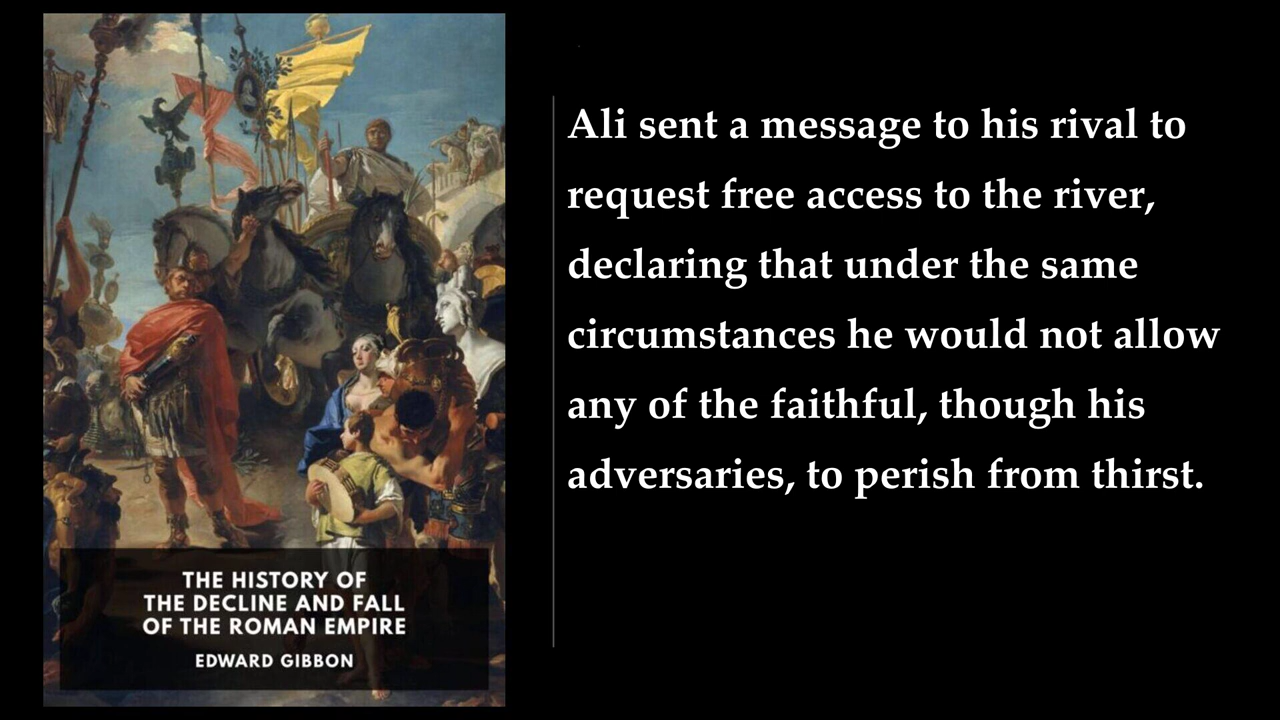 THE HISTORY OF
THE DECLINE AND FALL
OF THE ROMAN EMPIRE
EDWARD GIBBON
Ali sent a message to his rival to
request free access to the river,
declaring that under the same
circumstances he would not allow
any of the faithful, though his
adversaries, to perish from thirst.